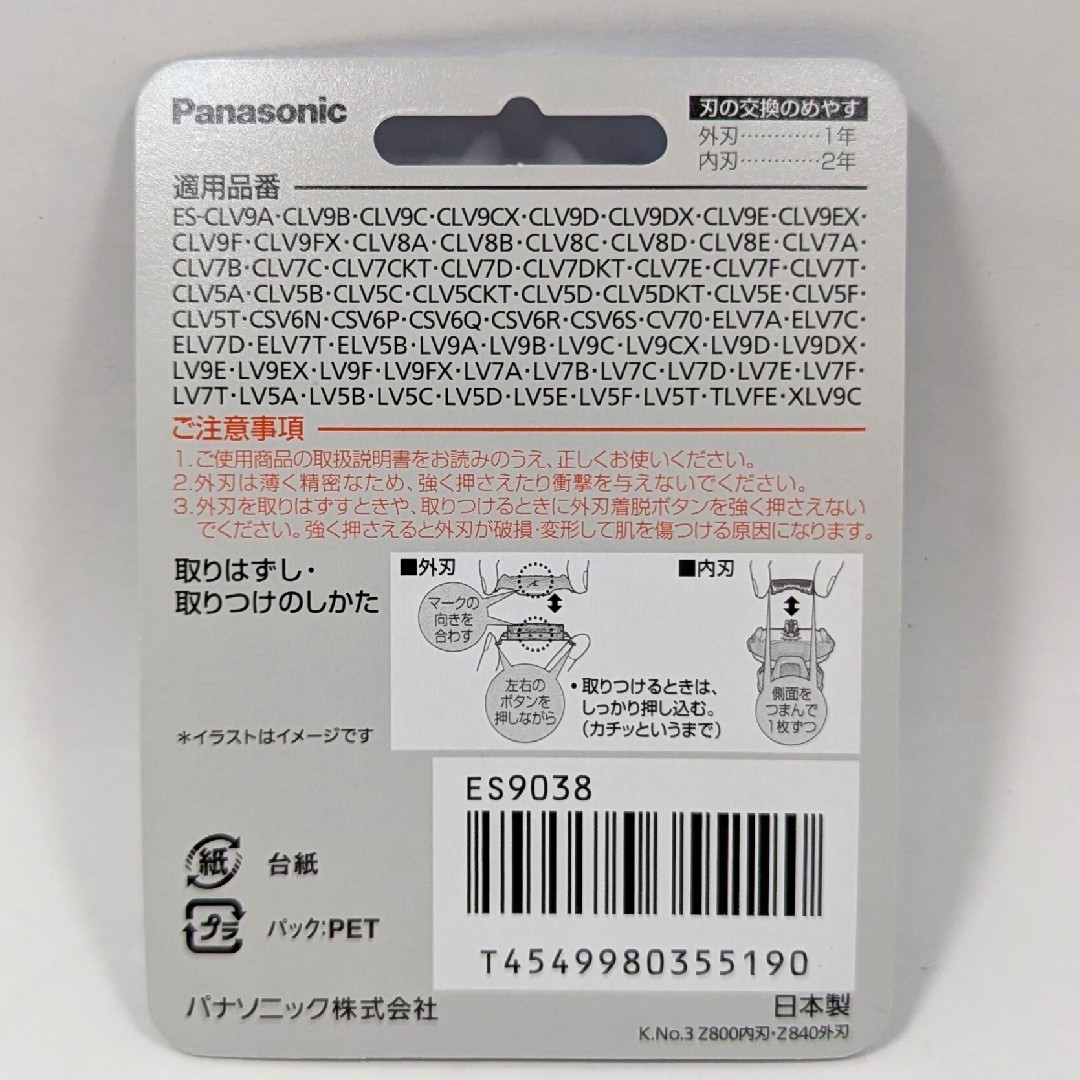 Panasonic
刃の交換のめやす
外刃…………1年
内刃…………2年
適用品番
ES-CLV9A・CLV9B・CLV9C・CLV9CX・CLV9D・CLV9DX・CLV9E・CLV9EX・
CLV9F・CLV9FX・CLV8A・CLV8B・CLV8C・CLV8D・CLV8E・CLV7A・
CLV7B・CLV7C・CLV7CKT・CLV7D・CLV7DKT・CLV7E・CLV7F・CLV7T・
CLV5A・CLV5B・CLV5C・CLV5CKT・CLV5D・CLV5DKT・CLV5E・CLV5F・
CLV5T・CSV6N・CSV6P・CSV6Q・CSV6R・CSV6S・CV70・ELV7A・ELV7C・
ELV7D・ELV7T・ELV5B・LV9A・LV9B・LV9C・LV9CX・LV9D・LV9DX・
LV9E・LV9EX・LV9F・LV9FX・LV7A・LV7B・LV7C・LV7D・LV7E・LV7F・
LV7T・LV5A・LV5B・LV5C・LV5D・LV5E・LV5F・LV5T・TLVFE・XLV9C
ご注意事項
1.ご使用商品の取扱説明書をお読みのうえ、正しくお使いください。
2.外刃は薄く精密なため、強く押さえたり衝撃を与えないでください。
3.外刃を取りはずすときや、取りつけるときに外刃着脱ボタンを強く押さえない
でください。強く押さえると外刃が破損・変形して肌を傷つける原因になります。
取りはずし・
取りつけのしかた
■外刃
マークの
向きを
合わす
左右の
ボタンを
押しながら
・取りつけるときは、
しっかり押し込む。
(カチッというまで)
■内刃
側面を
つまんで
1枚ずつ
*イラストはイメージです
ES9038
T4549980355190
紙
台紙
プラ
パック:PET
パナソニック株式会社
日本製
K.No.3 Z800内刃・Z840外刃